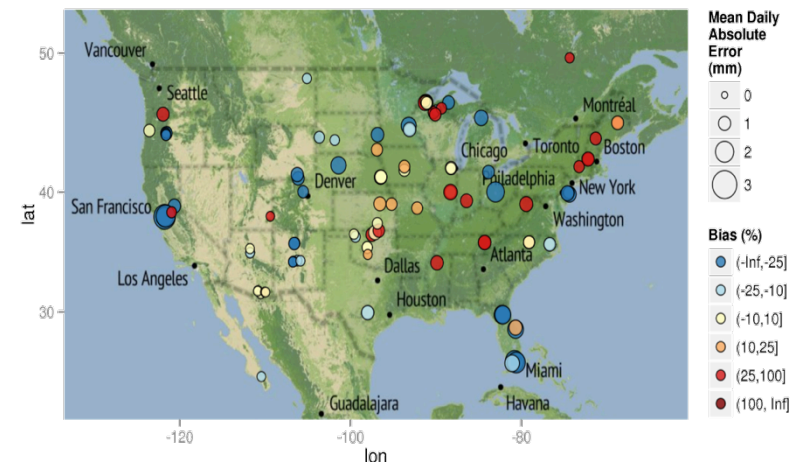 Mean Daily
Absolute
Error
(mm)
0
1
2
3
Bias (%)
(-Inf,-25]
(-25,-10]
(-10,10]
(10,25]
(25,100]
(100, Inf]
50
40
30
lat
-120
-100
-80
lon
Vancouver
Seattle
Montréal
Toronto
Boston
Chicago
Philadelphia
New York
Denver
San Francisco
Washington
Los Angeles
Dallas
Atlanta
Houston
Miami
Guadalajara
Havana